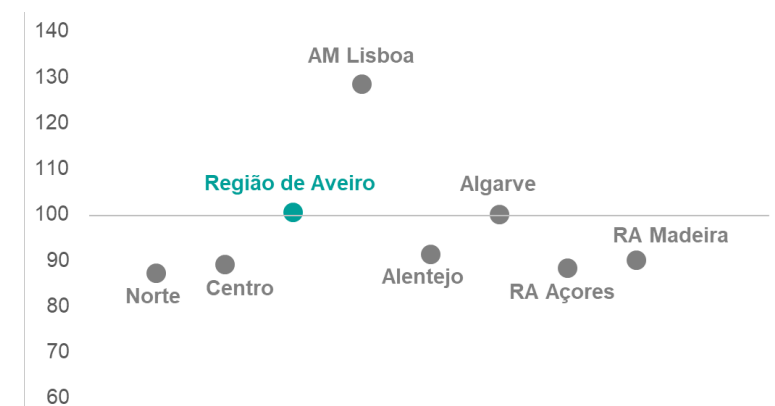 140
AM Lisboa
130
120
110
Região de Aveiro
Algarve
100
RA Madeira
90
Alentejo
Centro
RA Açores
Norte
80
70
60